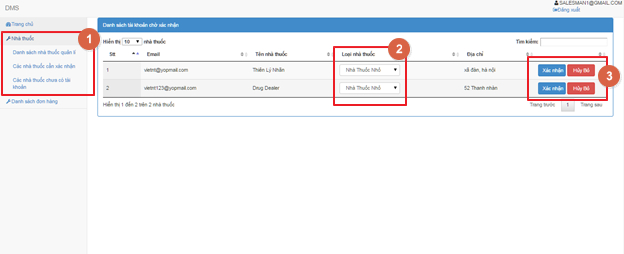 DMS
SALESMAN1@GMAIL.COM
Đăng xuất
Trang chủ
Nhà thuốc
Danh sách nhà thuốc quản lí
Các nhà thuốc cần xác nhận
Các nhà thuốc chưa có tài khoản
Danh sách đơn hàng
1
Danh sách tài khoản chờ xác nhận
Hiển thị 10 nhà thuốc
Tìm kiếm:
2
Stt Email Tên nhà thuốc Loại nhà thuốc Địa chỉ
1 vietnt@yopmail.com Thiên Lý Nhãn Nhà Thuốc Nhỏ xã đàn, hà nội Xác nhận Hủy Bỏ
3
2 vietnt123@yopmail.com Drug Dealer Nhà Thuốc Nhỏ 52 Thanh nhàn Xác nhận Hủy Bỏ
Hiển thị 1 đến 2 trên 2 nhà thuốc
Trang trước 1 Trang sau